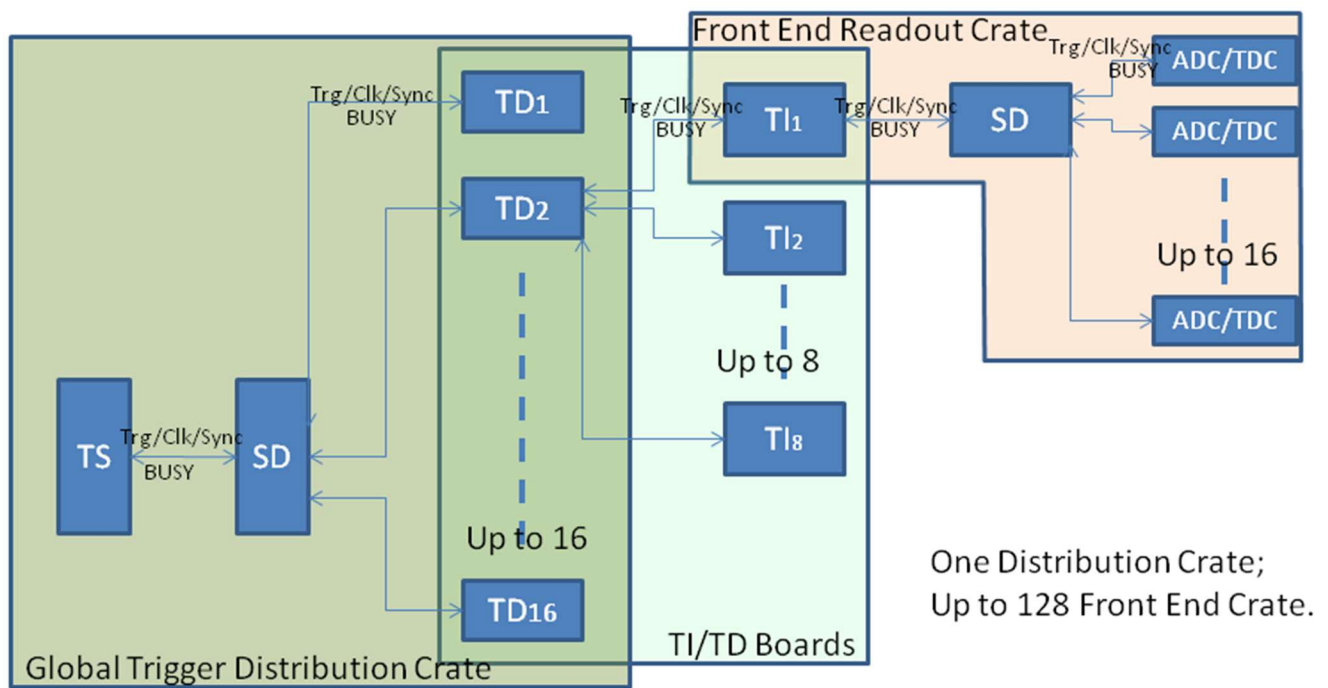 Front End Readout Crate
Trg/Clk/Sync
BUSY
ADC/TDC
Trg/Clk/Sync
BUSY
TD1
Trg/Clk/Sync
BUSY
TI1
Trg/Clk/Sync
BUSY
SD
ADC/TDC
TD2
TI2
Up to 16
ADC/TDC
Up to 8
TS
Trg/Clk/Sync
BUSY
SD
TI8
Up to 16
TD16
One Distribution Crate;
Up to 128 Front End Crate.
TI/TD Boards
Global Trigger Distribution Crate